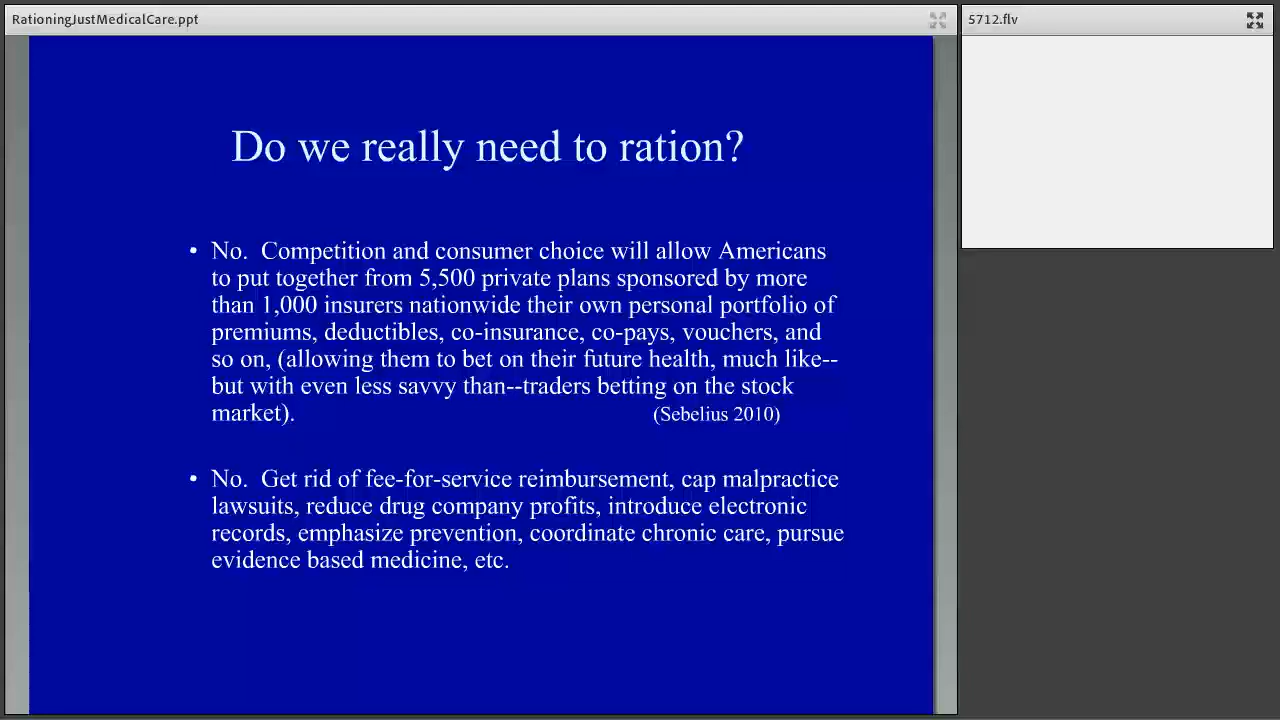 RationingJustMedicalCare.ppt
5712.flv
Do we really need to ration?
• No.  Competition and consumer choice will allow Americans
to put together from 5,500 private plans sponsored by more
than 1,000 insurers nationwide their own personal portfolio of
premiums, deductibles, co-insurance, co-pays, vouchers, and
so on, (allowing them to bet on their future health, much like--
but with even less savvy than--traders betting on the stock
market). (Sebelius 2010)
• No.  Get rid of fee-for-service reimbursement, cap malpractice
lawsuits, reduce drug company profits, introduce electronic
records, emphasize prevention, coordinate chronic care, pursue
evidence based medicine, etc.